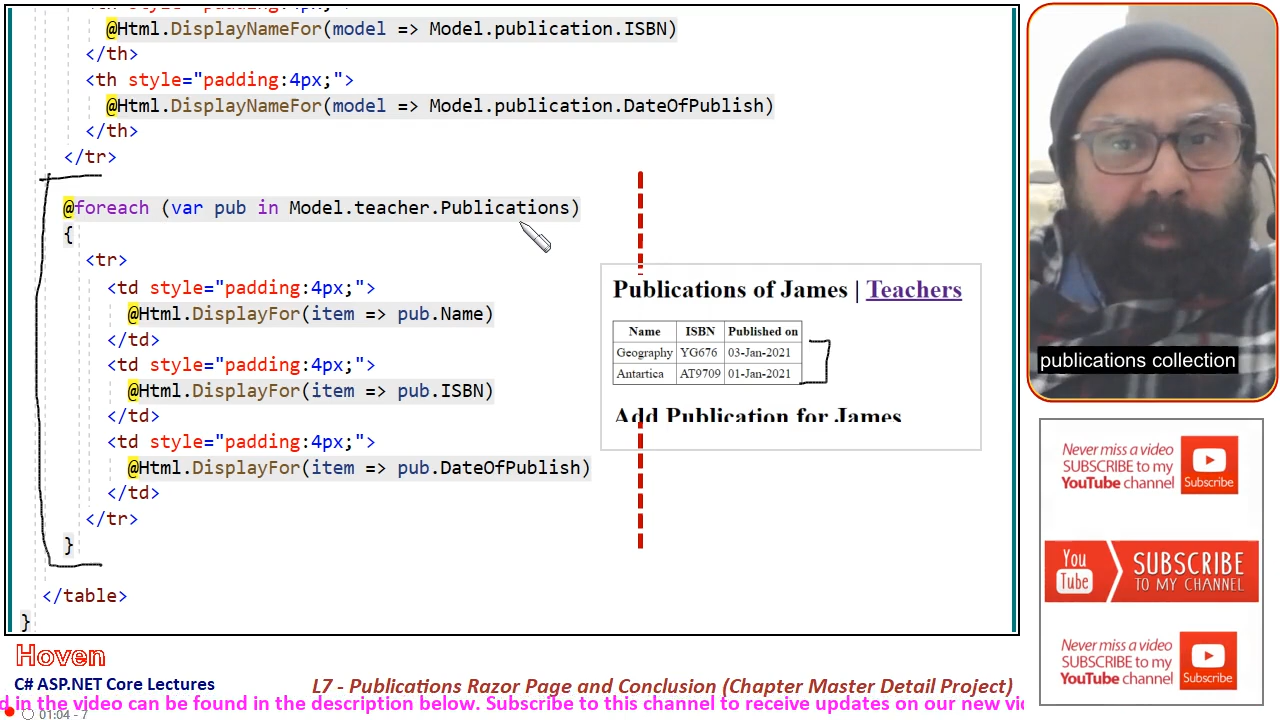 @Html.DisplayNameFor(model => Model.publication.ISBN)
</th>
<th style="padding:4px;">
@Html.DisplayNameFor(model => Model.publication.DateOfPublish)
</th>
</tr>
@foreach (var pub in Model.teacher.Publications)
{
<tr>
<td style="padding:4px;">
@Html.DisplayFor(item => pub.Name)
</td>
<td style="padding:4px;">
@Html.DisplayFor(item => pub.ISBN)
</td>
<td style="padding:4px;">
@Html.DisplayFor(item => pub.DateOfPublish)
</td>
</tr>
}
</table>
}
Publications of James | Teachers
Name ISBN Published on
Geography YG676 03-Jan-2021
Antartica AT9709 01-Jan-2021
Add Publication for James
publications collection
Never miss a video
SUBSCRIBE to my
YouTube channel
Subscribe
You
Tube
SUBSCRIBE
TO MY CHANNEL
Never miss a video
SUBSCRIBE to my
YouTube channel
Subscribe
Hoven
C# ASP.NET Core Lectures
L7 - Publications Razor Page and Conclusion (Chapter Master Detail Project)
in the video can be found in the description below. Subscribe to this channel to receive updates on our new
01:04 - 7